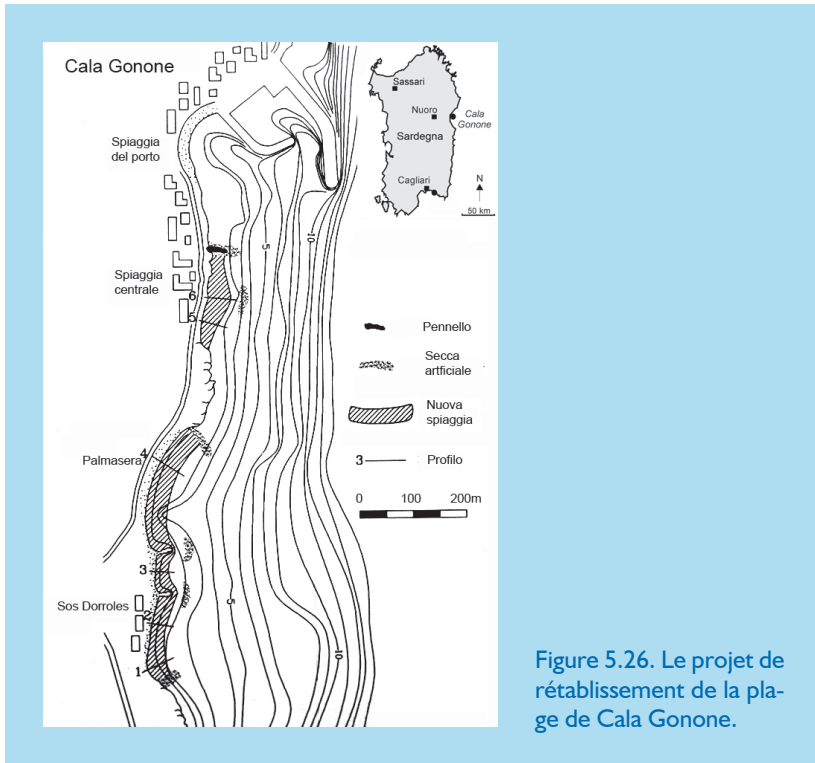 Cala Gonone
Sassari
Nuoro
Cala
Gonone
Sardegna
Cagliari
N
50 km
Spiaggia
del porto
5
10
Spiaggia
centrale
6
5
Pennello
Secca
artficiale
Nuova
spiaggia
4
Palmasera
3
Profilo
0 100 200m
3
Sos Dorroles
5
2
10
1
Figure 5.26. Le projet de
rétablissement de la pla-
ge de Cala Gonone.